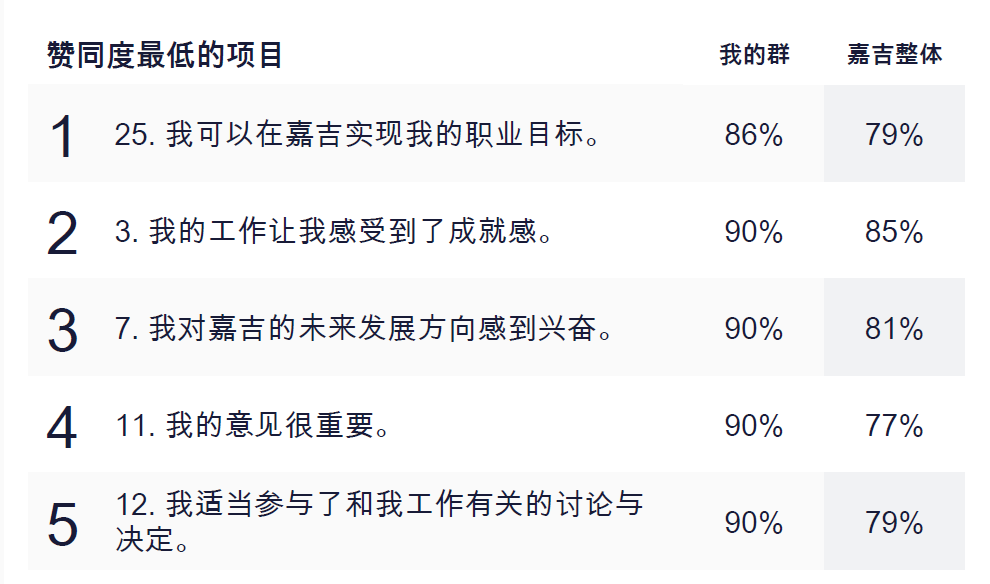 赞同度最低的项目 我的群 嘉吉整体
1 25. 我可以在嘉吉实现我的职业目标。 86% 79%
2 3. 我的工作让我感受到了成就感。 90% 85%
3 7. 我对嘉吉的未来发展方向感到兴奋。 90% 81%
4 11. 我的意见很重要。 90% 77%
5 12. 我适当参与了和我工作有关的讨论与
决定。 90% 79%